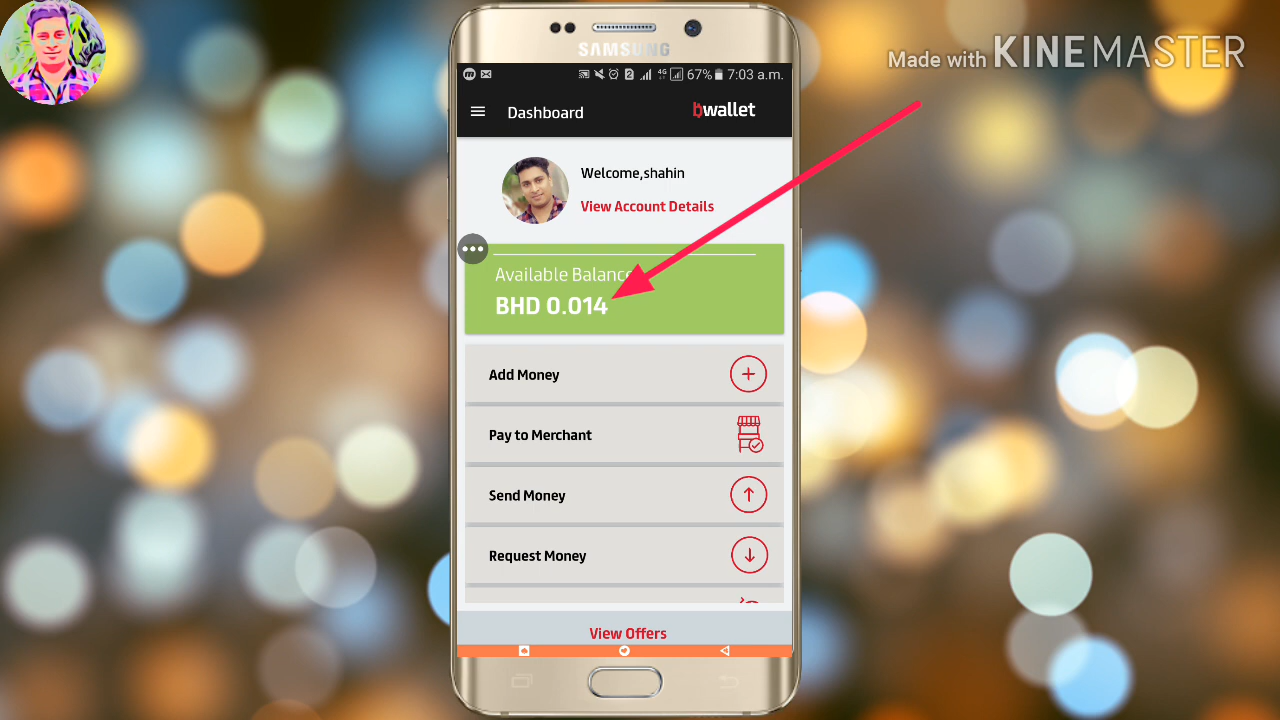 Made with KINEMASTER
SAMSUNG
67% 7:03 a.m.
Dashboard
bwallet
Welcome,shahin
View Account Details
Available Balance
BHD 0.014
Add Money
Pay to Merchant
Send Money
Request Money
View Offers